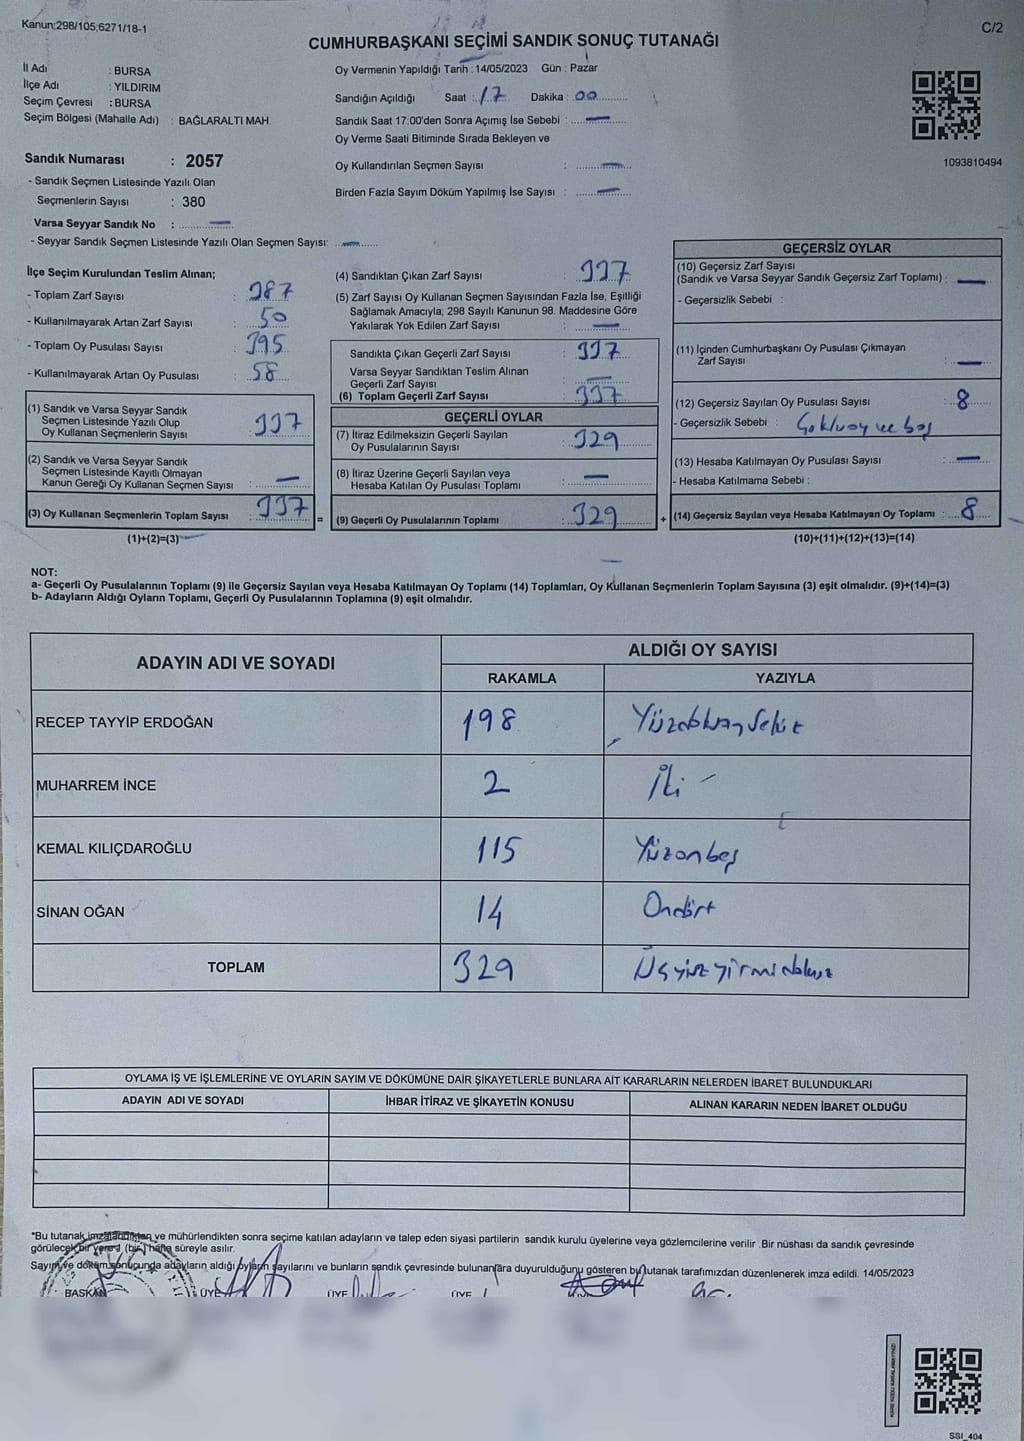 Kanun:298/105;6271/18-1
C/2
CUMHURBAŞKANI SEÇİMİ SANDIK SONUÇ TUTANAĞI
İl Adı : BURSA
İlçe Adı : YILDIRIM
Seçim Çevresi : BURSA
Seçim Bölgesi (Mahalle Adı) : BAĞLARALTI MAH.
Sandık Numarası : 2057
- Sandık Seçmen Listesinde Yazılı Olan
Seçmenlerin Sayısı : 380
Varsa Seyyar Sandık No : —
- Seyyar Sandık Seçmen Listesinde Yazılı Olan Seçmen Sayısı: —
Oy Vermenin Yapıldığı Tarih : 14/05/2023 Gün : Pazar
Sandığın Açıldığı Saat : 17 Dakika : 00
Sandık Saat 17:00'den Sonra Açımış İse Sebebi : —
Oy Verme Saati Bitiminde Sırada Bekleyen ve
Oy Kullandırılan Seçmen Sayısı : —
Birden Fazla Sayım Döküm Yapılmış İse Sayısı : —
1093810494
İlçe Seçim Kurulundan Teslim Alınan;
- Toplam Zarf Sayısı : 387
- Kullanılmayarak Artan Zarf Sayısı : 50
- Toplam Oy Pusulası Sayısı : 395
- Kullanılmayarak Artan Oy Pusulası : 58
(1) Sandık ve Varsa Seyyar Sandık
Seçmen Listesinde Yazılı Olup
Oy Kullanan Seçmenlerin Sayısı : 337
(2) Sandık ve Varsa Seyyar Sandık
Seçmen Listesinde Kayıtlı Olmayan
Kanun Gereği Oy Kullanan Seçmen Sayısı : —
(3) Oy Kullanan Seçmenlerin Toplam Sayısı : 337
(1)+(2)=(3)
(4) Sandıktan Çıkan Zarf Sayısı : 337
(5) Zarf Sayısı Oy Kullanan Seçmen Sayısından Fazla İse, Eşitliği
Sağlamak Amacıyla; 298 Sayılı Kanunun 98. Maddesine Göre
Yakılarak Yok Edilen Zarf Sayısı : —
Sandıkta Çıkan Geçerli Zarf Sayısı : 337
Varsa Seyyar Sandıktan Teslim Alınan
Geçerli Zarf Sayısı : —
(6) Toplam Geçerli Zarf Sayısı : 337
GEÇERLİ OYLAR
(7) İtiraz Edilmeksizin Geçerli Sayılan
Oy Pusulalarının Sayısı : 329
(8) İtiraz Üzerine Geçerli Sayılan veya
Hesaba Katılan Oy Pusulası Toplamı : —
= (9) Geçerli Oy Pusulalarının Toplamı : 329 +
GEÇERSİZ OYLAR
(10) Geçersiz Zarf Sayısı
(Sandık ve Varsa Seyyar Sandık Geçersiz Zarf Toplamı) : —
- Geçersizlik Sebebi :
(11) İçinden Cumhurbaşkanı Oy Pusulası Çıkmayan
Zarf Sayısı : —
(12) Geçersiz Sayılan Oy Pusulası Sayısı : 8
- Geçersizlik Sebebi : Çoklu oy ve boş
(13) Hesaba Katılmayan Oy Pusulası Sayısı : —
- Hesaba Katılmama Sebebi :
(14) Geçersiz Sayılan veya Hesaba Katılmayan Oy Toplamı : 8
(10)+(11)+(12)+(13)=(14)
NOT:
a- Geçerli Oy Pusulalarının Toplamı (9) ile Geçersiz Sayılan veya Hesaba Katılmayan Oy Toplamı (14) Toplamları, Oy Kullanan Seçmenlerin Toplam Sayısına (3) eşit olmalıdır. (9)+(14)=(3)
b- Adayların Aldığı Oyların Toplamı, Geçerli Oy Pusulalarının Toplamına (9) eşit olmalıdır.
ADAYIN ADI VE SOYADI ALDIĞI OY SAYISI
RAKAMLA YAZIYLA
RECEP TAYYİP ERDOĞAN 198 Yüzdoksansekiz
MUHARREM İNCE 2 İki
KEMAL KILIÇDAROĞLU 115 Yüzonbeş
SİNAN OĞAN 14 Ondört
TOPLAM 329 Üçyüzyirmidokuz
OYLAMA İŞ VE İŞLEMLERİNE VE OYLARIN SAYIM VE DÖKÜMÜNE DAİR ŞİKAYETLERLE BUNLARA AİT KARARLARIN NELERDEN İBARET BULUNDUKLARI
ADAYIN ADI VE SOYADI İHBAR İTİRAZ VE ŞİKAYETİN KONUSU ALINAN KARARIN NEDEN İBARET OLDUĞU
*Bu tutanak imzalandıktan ve mühürlendikten sonra seçime katılan adayların ve talep eden siyasi partilerin sandık kurulu üyelerine veya gözlemcilerine verilir .Bir nüshası da sandık çevresinde
görülecek bir yere 1 (bir) hafta süreyle asılır.
Sayım ve döküm sonucunda adayların aldığı oyların sayılarını ve bunların sandık çevresinde bulunanlara duyurulduğunu gösteren bu tutanak tarafımızdan düzenlenerek imza edildi. 14/05/2023
BAŞKAN ÜYE ÜYE ÜYE
KARE KODU KARALAMAYINIZ!
SSI_404